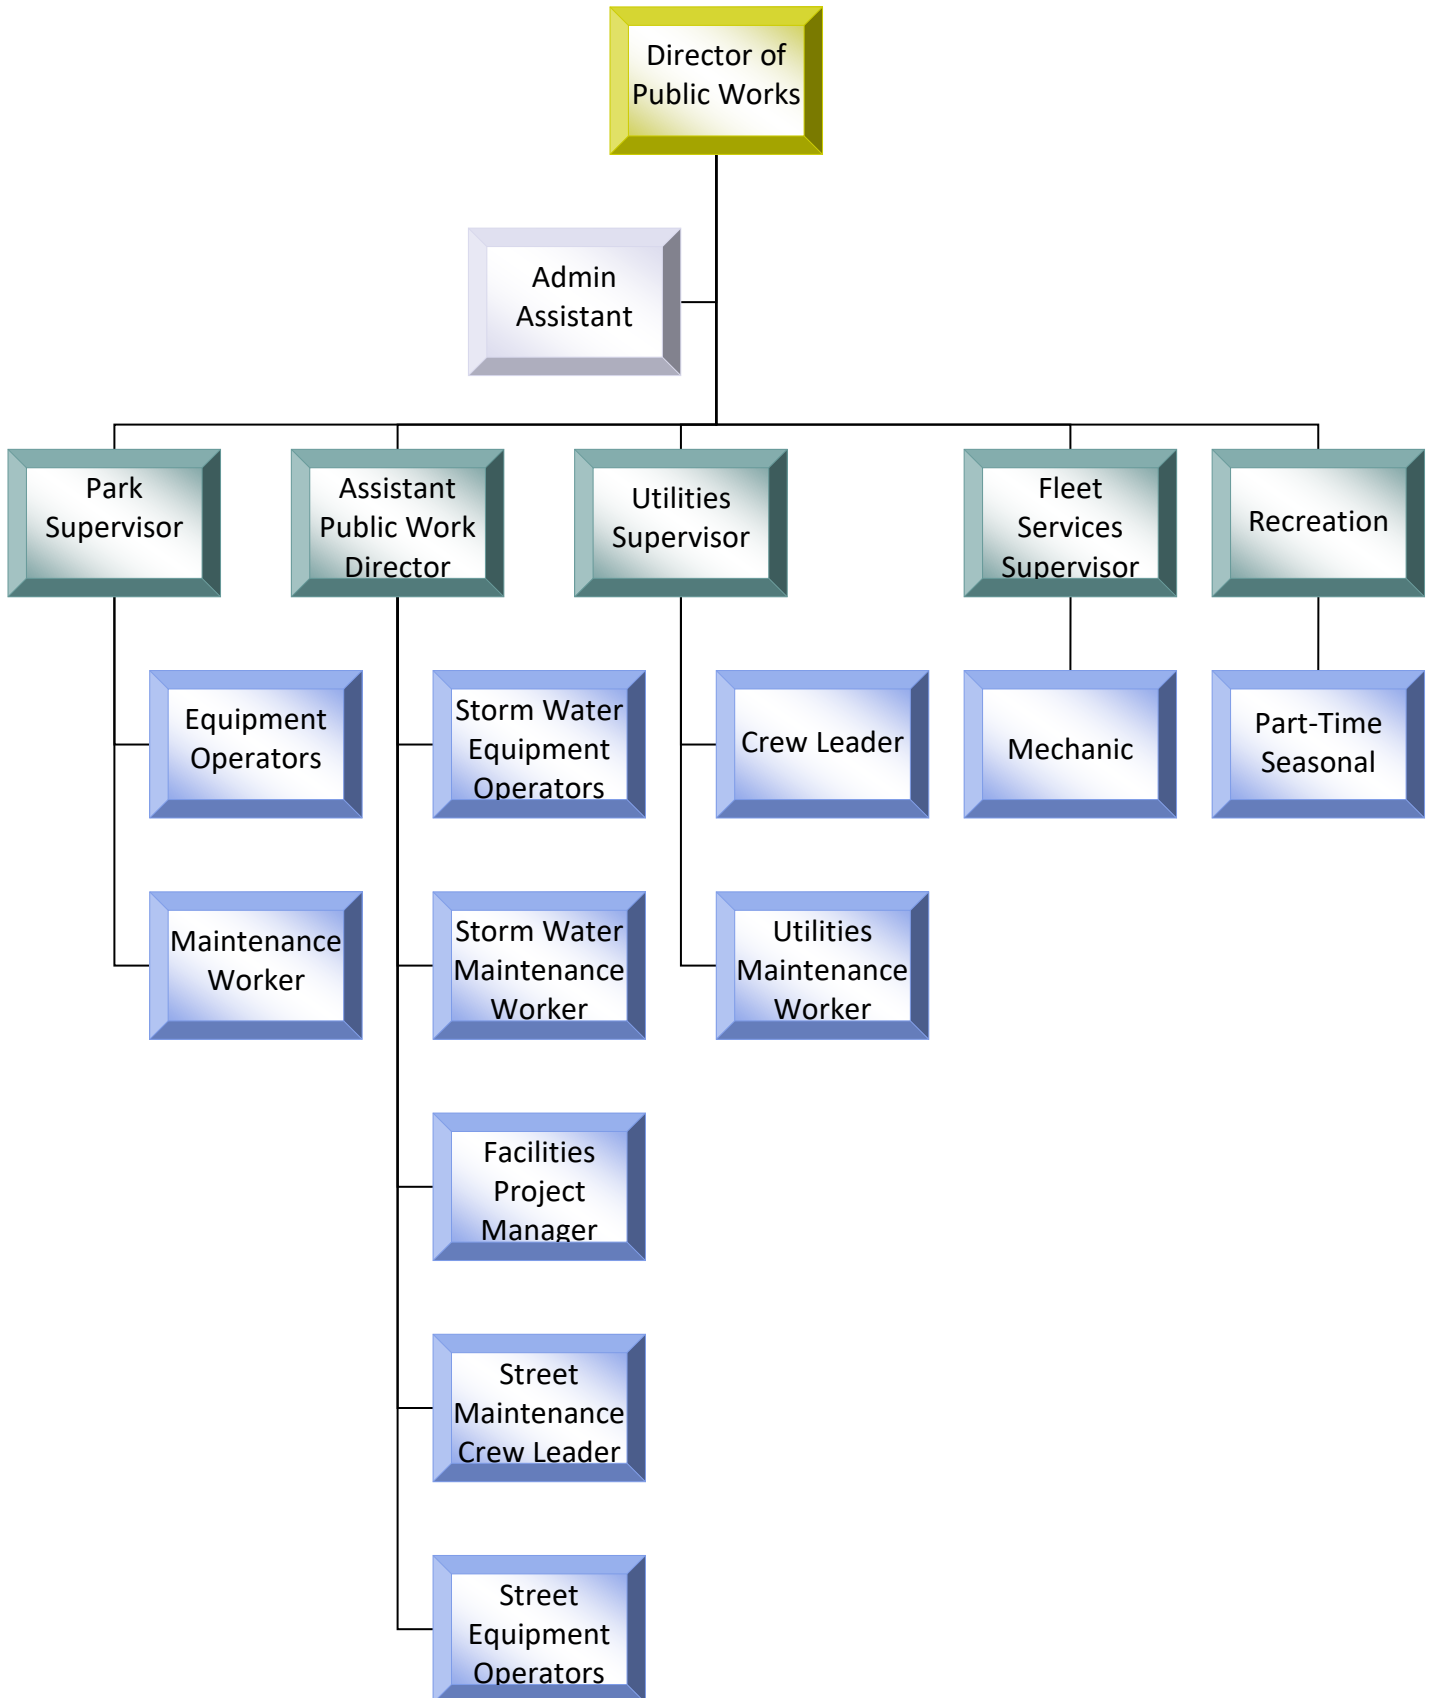 Director of
Public Works
Admin
Assistant
Park
Supervisor
Assistant
Public Work
Director
Utilities
Supervisor
Fleet
Services
Supervisor
Recreation
Equipment
Operators
Storm Water
Equipment
Operators
Crew Leader
Mechanic
Part-Time
Seasonal
Maintenance
Worker
Storm Water
Maintenance
Worker
Utilities
Maintenance
Worker
Facilities
Project
Manager
Street
Maintenance
Crew Leader
Street
Equipment
Operators